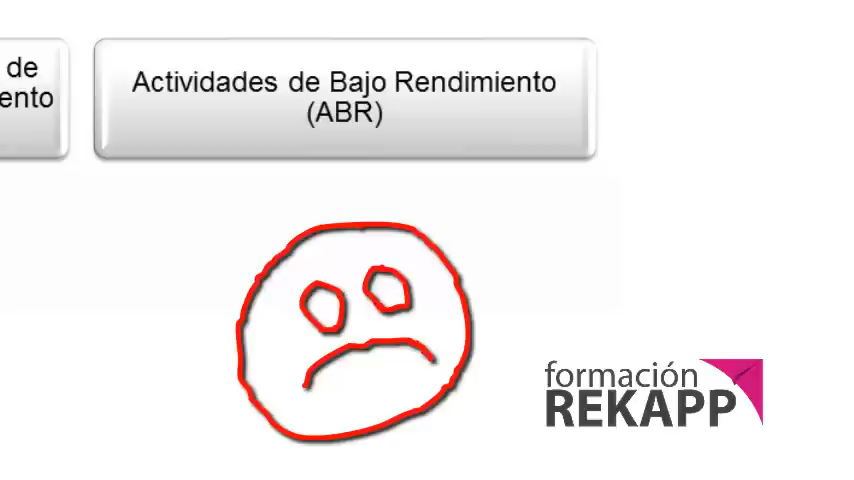 de
ento
Actividades de Bajo Rendimiento
(ABR)
formación
REKAPP